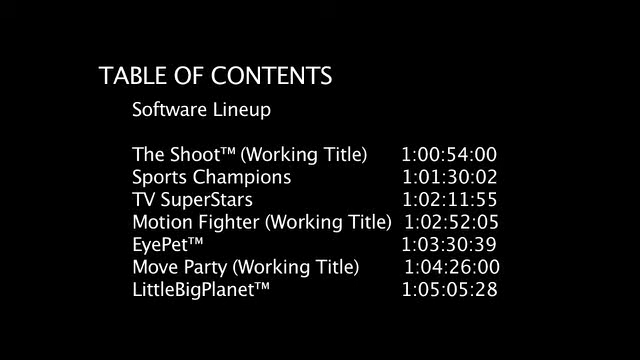 TABLE OF CONTENTS
Software Lineup
The Shoot™ (Working Title) 1:00:54:00
Sports Champions 1:01:30:02
TV SuperStars 1:02:11:55
Motion Fighter (Working Title) 1:02:52:05
EyePet™ 1:03:30:39
Move Party (Working Title) 1:04:26:00
LittleBigPlanet™ 1:05:05:28